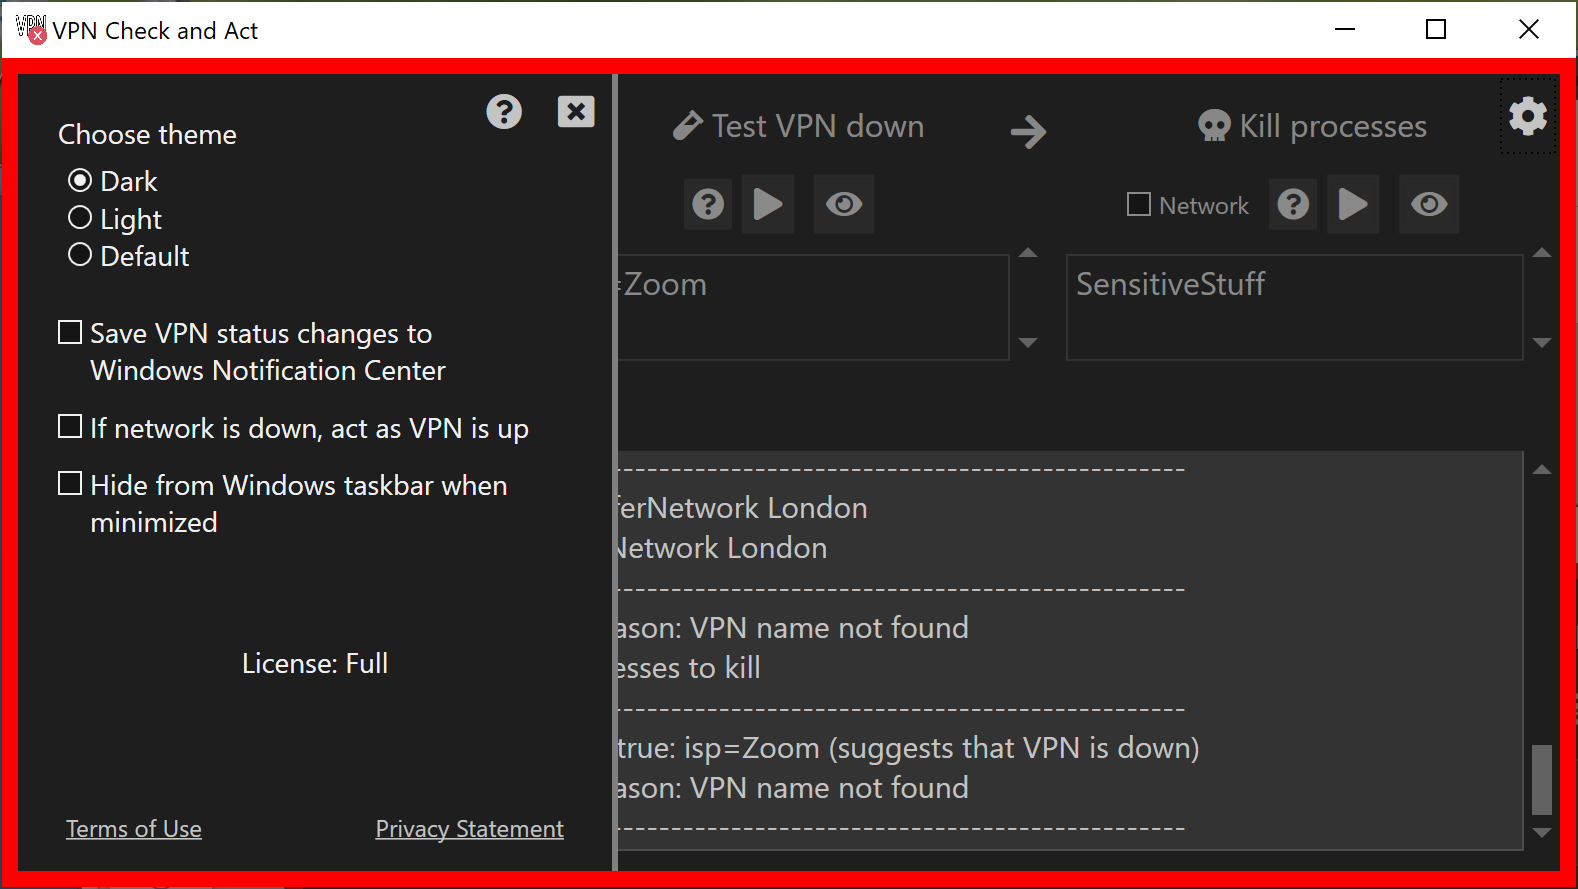 VPN Check and Act
Choose theme
Dark
Light
Default
Save VPN status changes to
Windows Notification Center
If network is down, act as VPN is up
Hide from Windows taskbar when
minimized
License: Full
Terms of Use
Privacy Statement
Test VPN down
Kill processes
Network
=Zoom
SensitiveStuff
------------------------------------------------
ferNetwork London
Network London
------------------------------------------------
ason: VPN name not found
esses to kill
------------------------------------------------
true: isp=Zoom (suggests that VPN is down)
ason: VPN name not found
------------------------------------------------